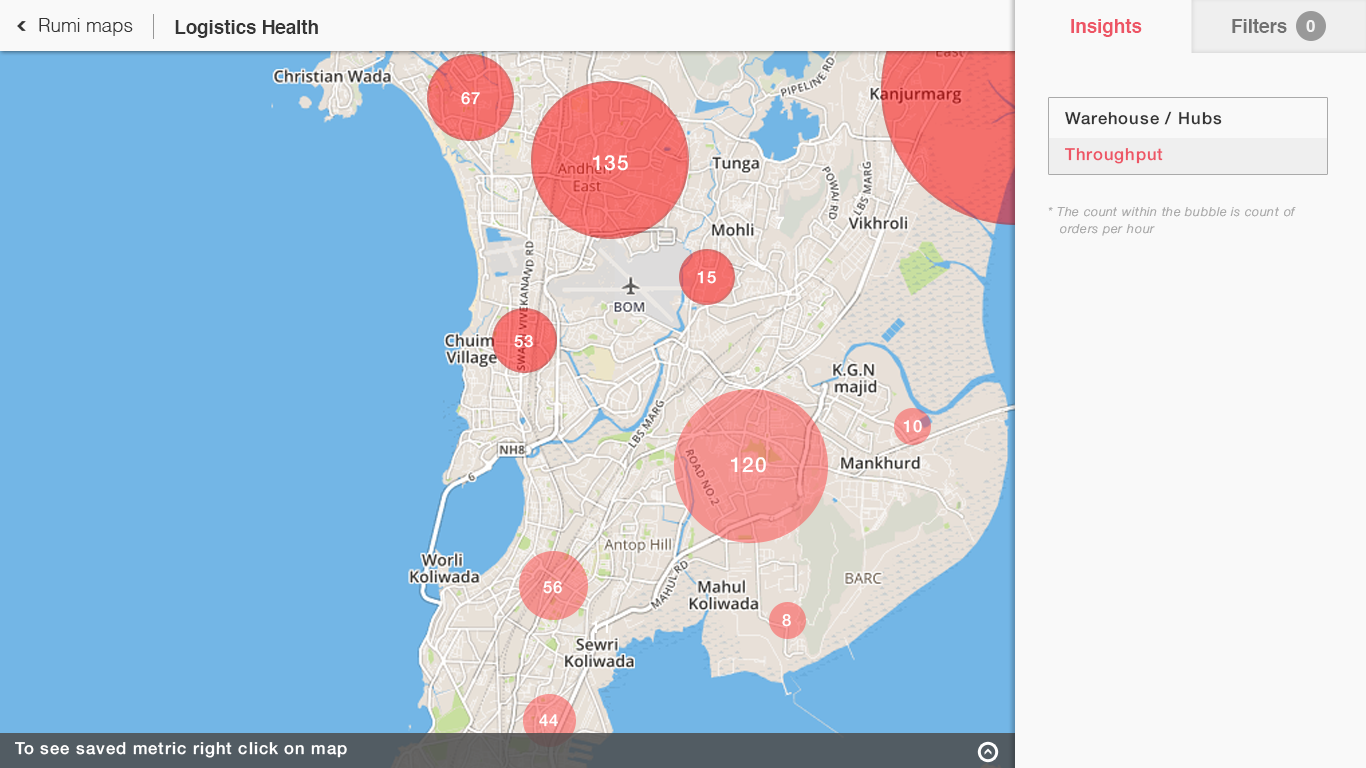 Rumi maps
Logistics Health
Insights
Filters 0
Christian Wada
67
135
Andheri
East
East
Kanjurmarg
PIPELINE RD
Tunga
POWAI RD
LBS MARG
Vikhroli
Mohli
15
BOM
SWAMI VIVEKANAND RD
53
Chuim
Village
K.G.N
majid
10
Mankhurd
LBS MARG
120
ROAD NO.2
NH8
6
Antop Hill
Worli
Koliwada
56
MAHUL RD
Mahul
Koliwada
BARC
8
Sewri
Koliwada
44
To see saved metric right click on map
Warehouse / Hubs
Throughput
* The count within the bubble is count of
orders per hour